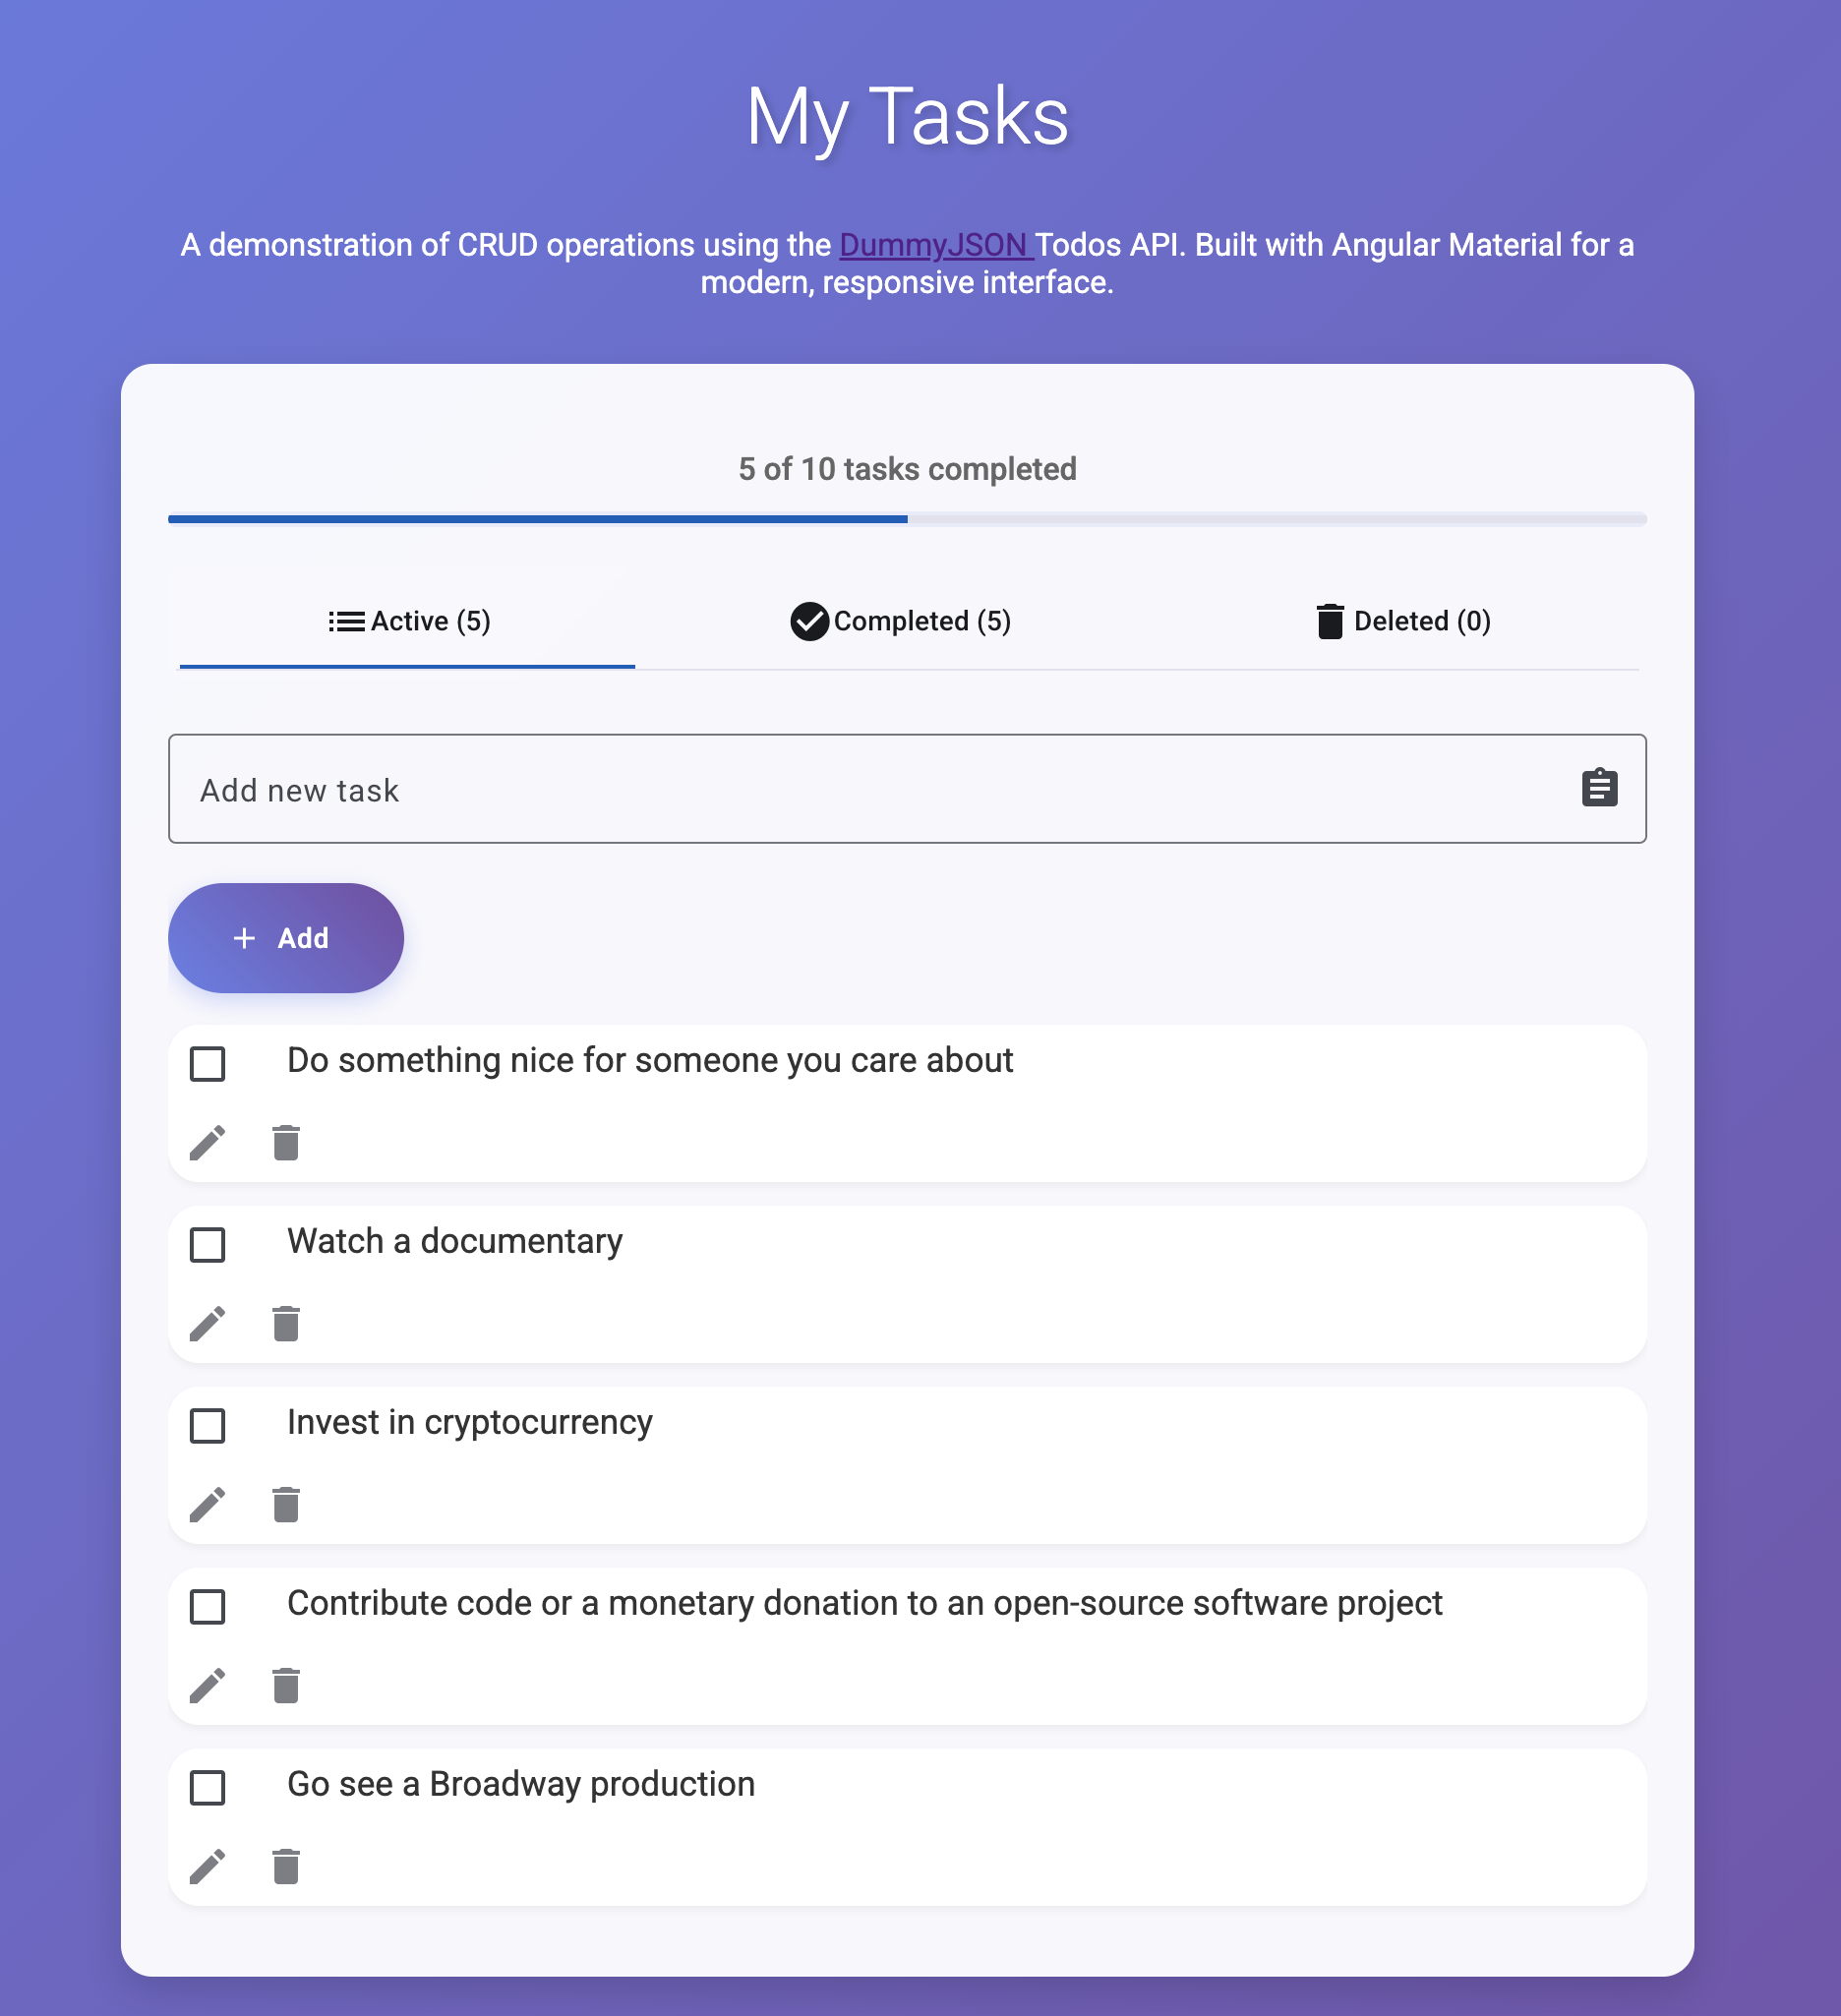 My Tasks
A demonstration of CRUD operations using the DummyJSON Todos API. Built with Angular Material for a
modern, responsive interface.
5 of 10 tasks completed
Active (5)
Completed (5)
Deleted (0)
Add new task
Add
Do something nice for someone you care about
Watch a documentary
Invest in cryptocurrency
Contribute code or a monetary donation to an open-source software project
Go see a Broadway production